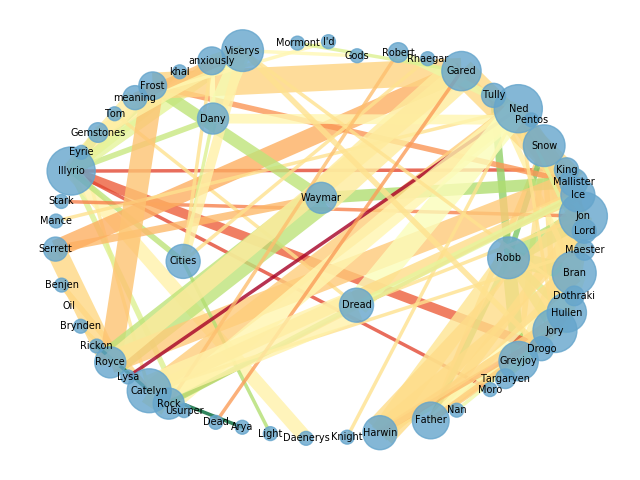 Mormont
I'd
Viserys
Gods
Robert
Rhaegar
anxiously
khal
Gared
Frost
meaning
Tully
Tom
Dany
Ned
Pentos
Gemstones
Snow
Eyrie
Illyrio
King
Mallister
Ice
Waymar
Stark
Mance
Jon
Lord
Serrett
Maester
Cities
Robb
Bran
Benjen
Dothraki
Oil
Dread
Hullen
Brynden
Jory
Rickon
Drogo
Royce
Greyjoy
Lysa
Targaryen
Catelyn
Moro
Rock
Usurper
Nan
Dead
Arya
Father
Light
Daenerys
Knight
Harwin